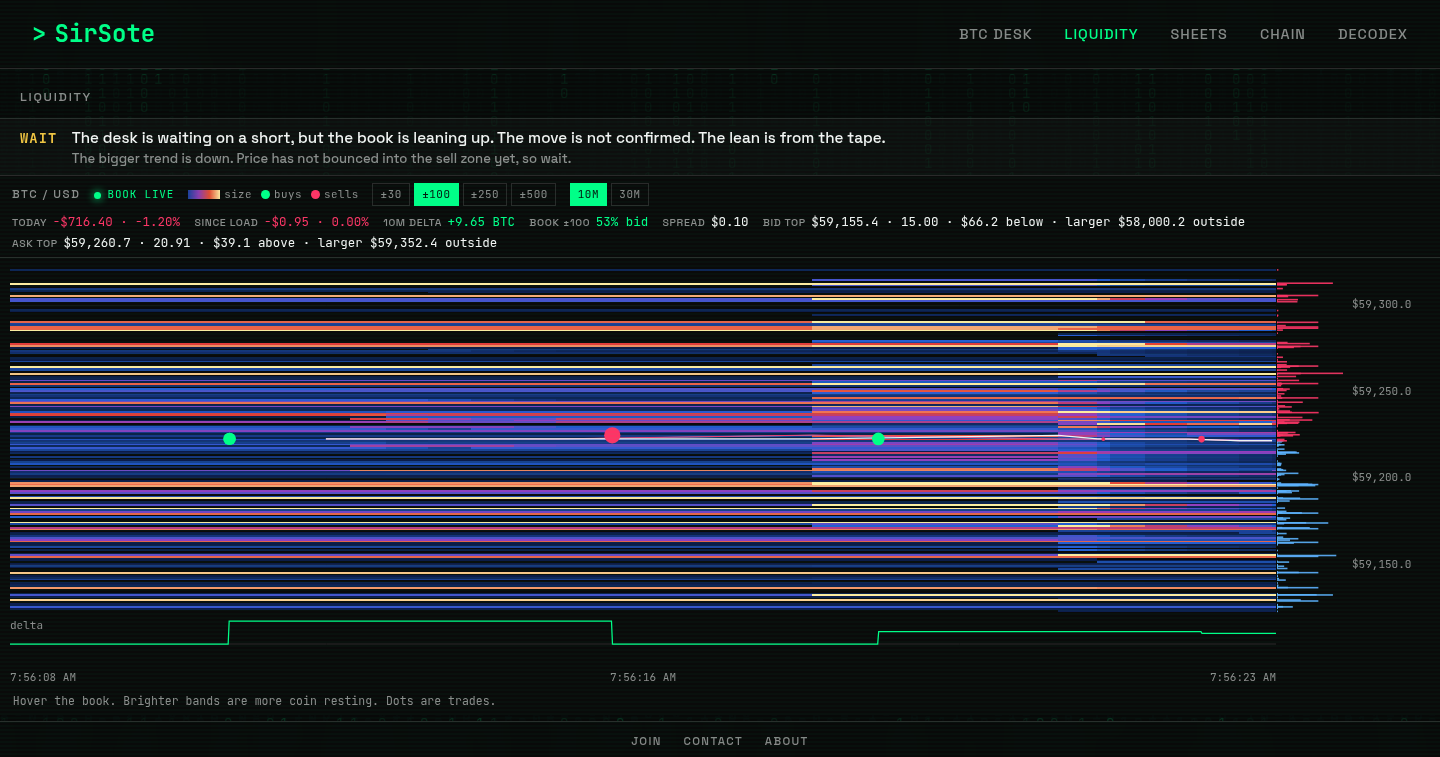 > SirSote
BTC DESK LIQUIDITY SHEETS CHAIN DECODEX
LIQUIDITY
WAIT The desk is waiting on a short, but the book is leaning up. The move is not confirmed. The lean is from the tape.
The bigger trend is down. Price has not bounced into the sell zone yet, so wait.
BTC / USD BOOK LIVE size buys sells ±30 ±100 ±250 ±500 10M 30M
TODAY -$716.40 · -1.20% SINCE LOAD -$0.95 · 0.00% 10M DELTA +9.65 BTC BOOK ±100 53% bid SPREAD $0.10 BID TOP $59,155.4 · 15.00 · $66.2 below · larger $58,000.2 outside
ASK TOP $59,260.7 · 20.91 · $39.1 above · larger $59,352.4 outside
$59,300.0
$59,250.0
$59,200.0
$59,150.0
delta
7:56:08 AM 7:56:16 AM 7:56:23 AM
Hover the book. Brighter bands are more coin resting. Dots are trades.
JOIN CONTACT ABOUT